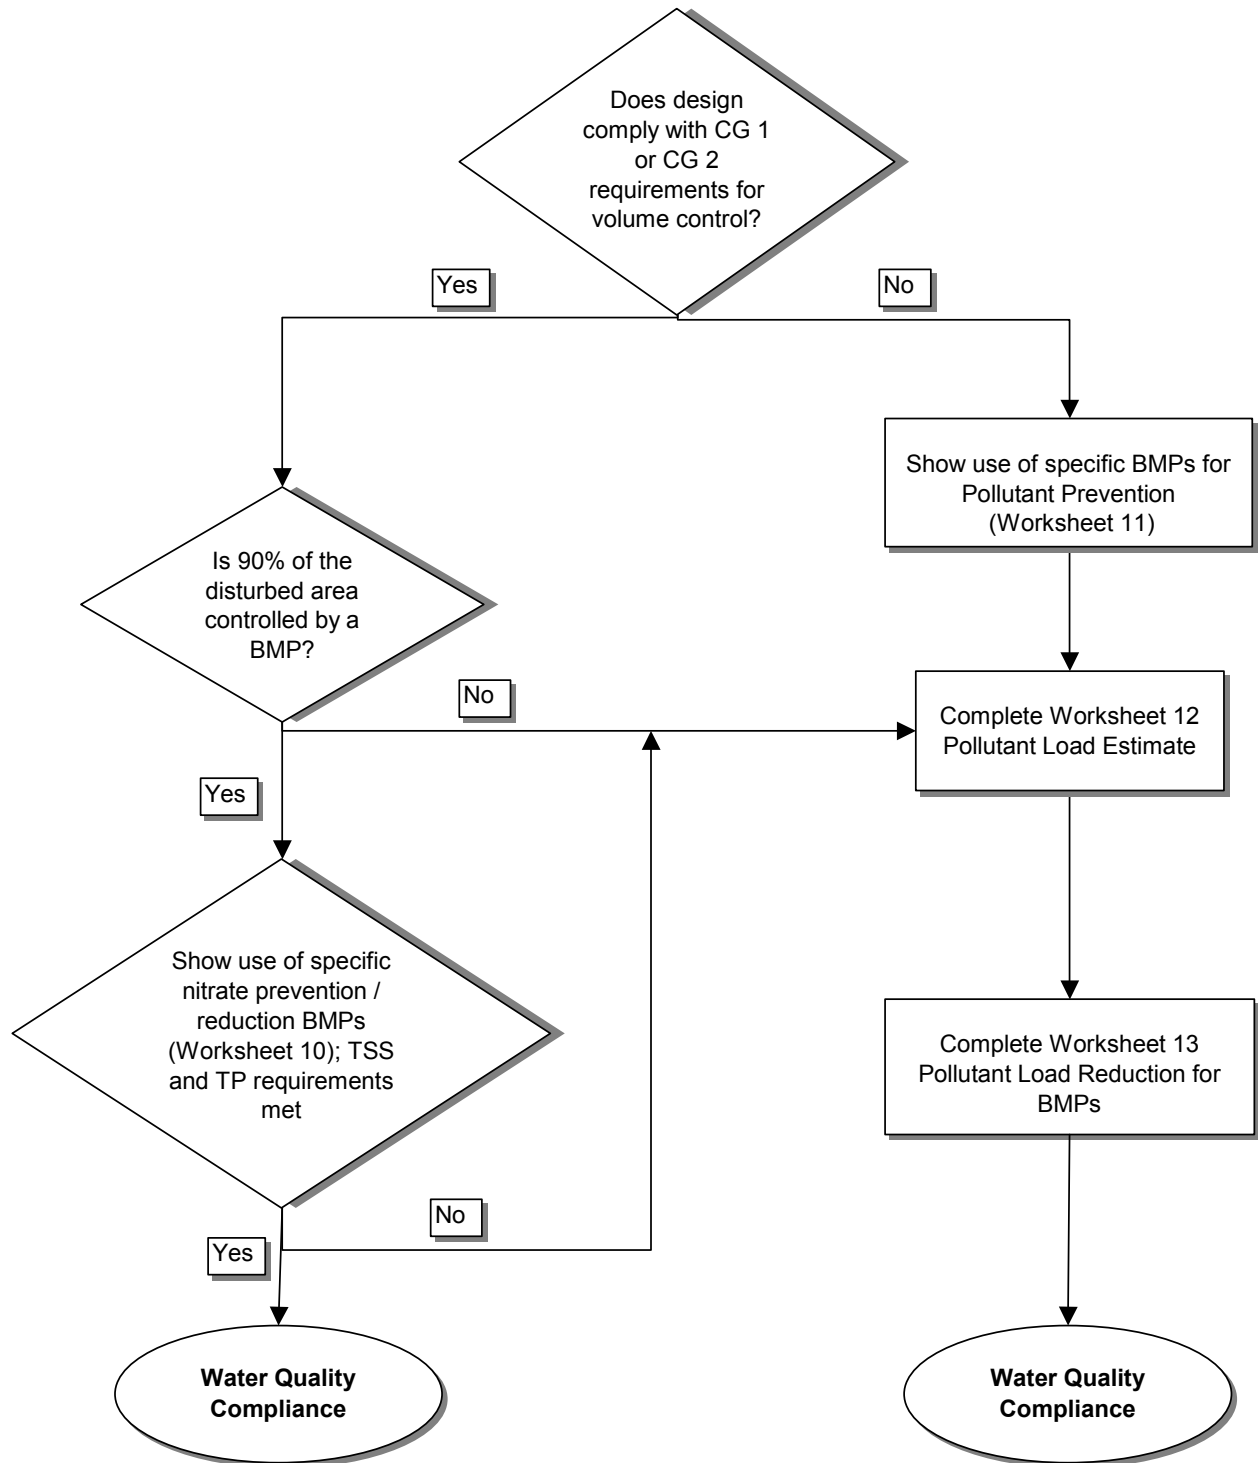 Does design
comply with CG 1
or CG 2
requirements for
volume control?
Yes
No
Show use of specific BMPs for
Pollutant Prevention
(Worksheet 11)
Is 90% of the
disturbed area
controlled by a
BMP?
No
Complete Worksheet 12
Pollutant Load Estimate
Yes
Show use of specific
nitrate prevention /
reduction BMPs
(Worksheet 10); TSS
and TP requirements
met
Complete Worksheet 13
Pollutant Load Reduction for
BMPs
No
Yes
Water Quality
Compliance
Water Quality
Compliance